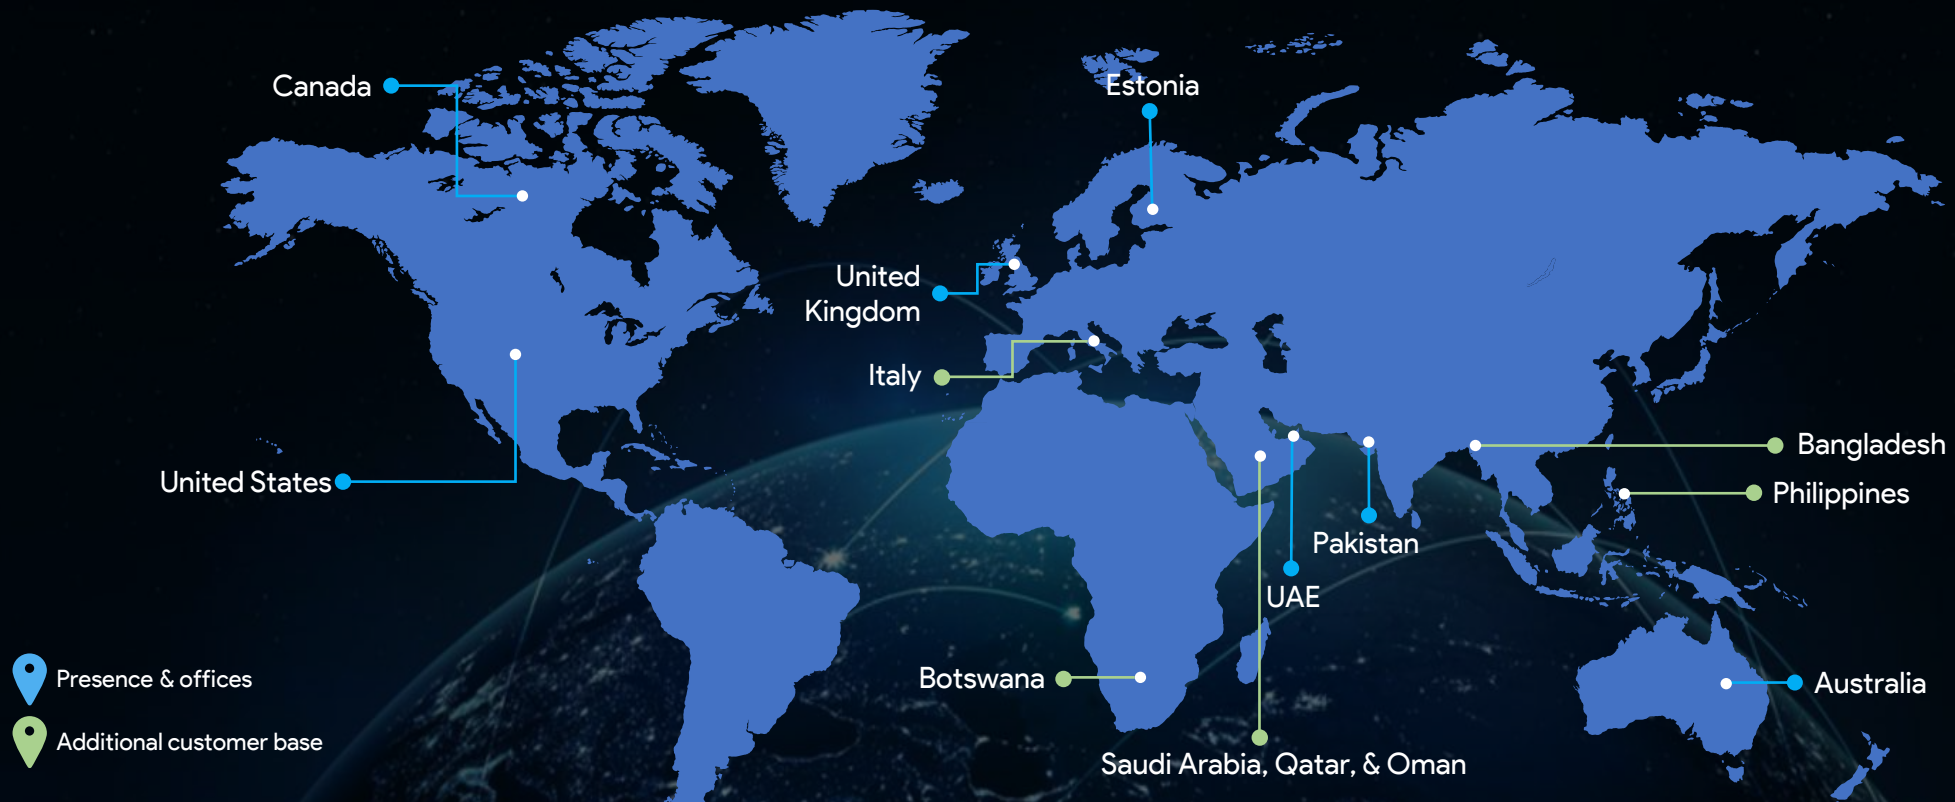 Canada
Estonia
United
Kingdom
Italy
United States
Bangladesh
Philippines
Pakistan
UAE
Botswana
Australia
Saudi Arabia, Qatar, & Oman
Presence & offices
Additional customer base